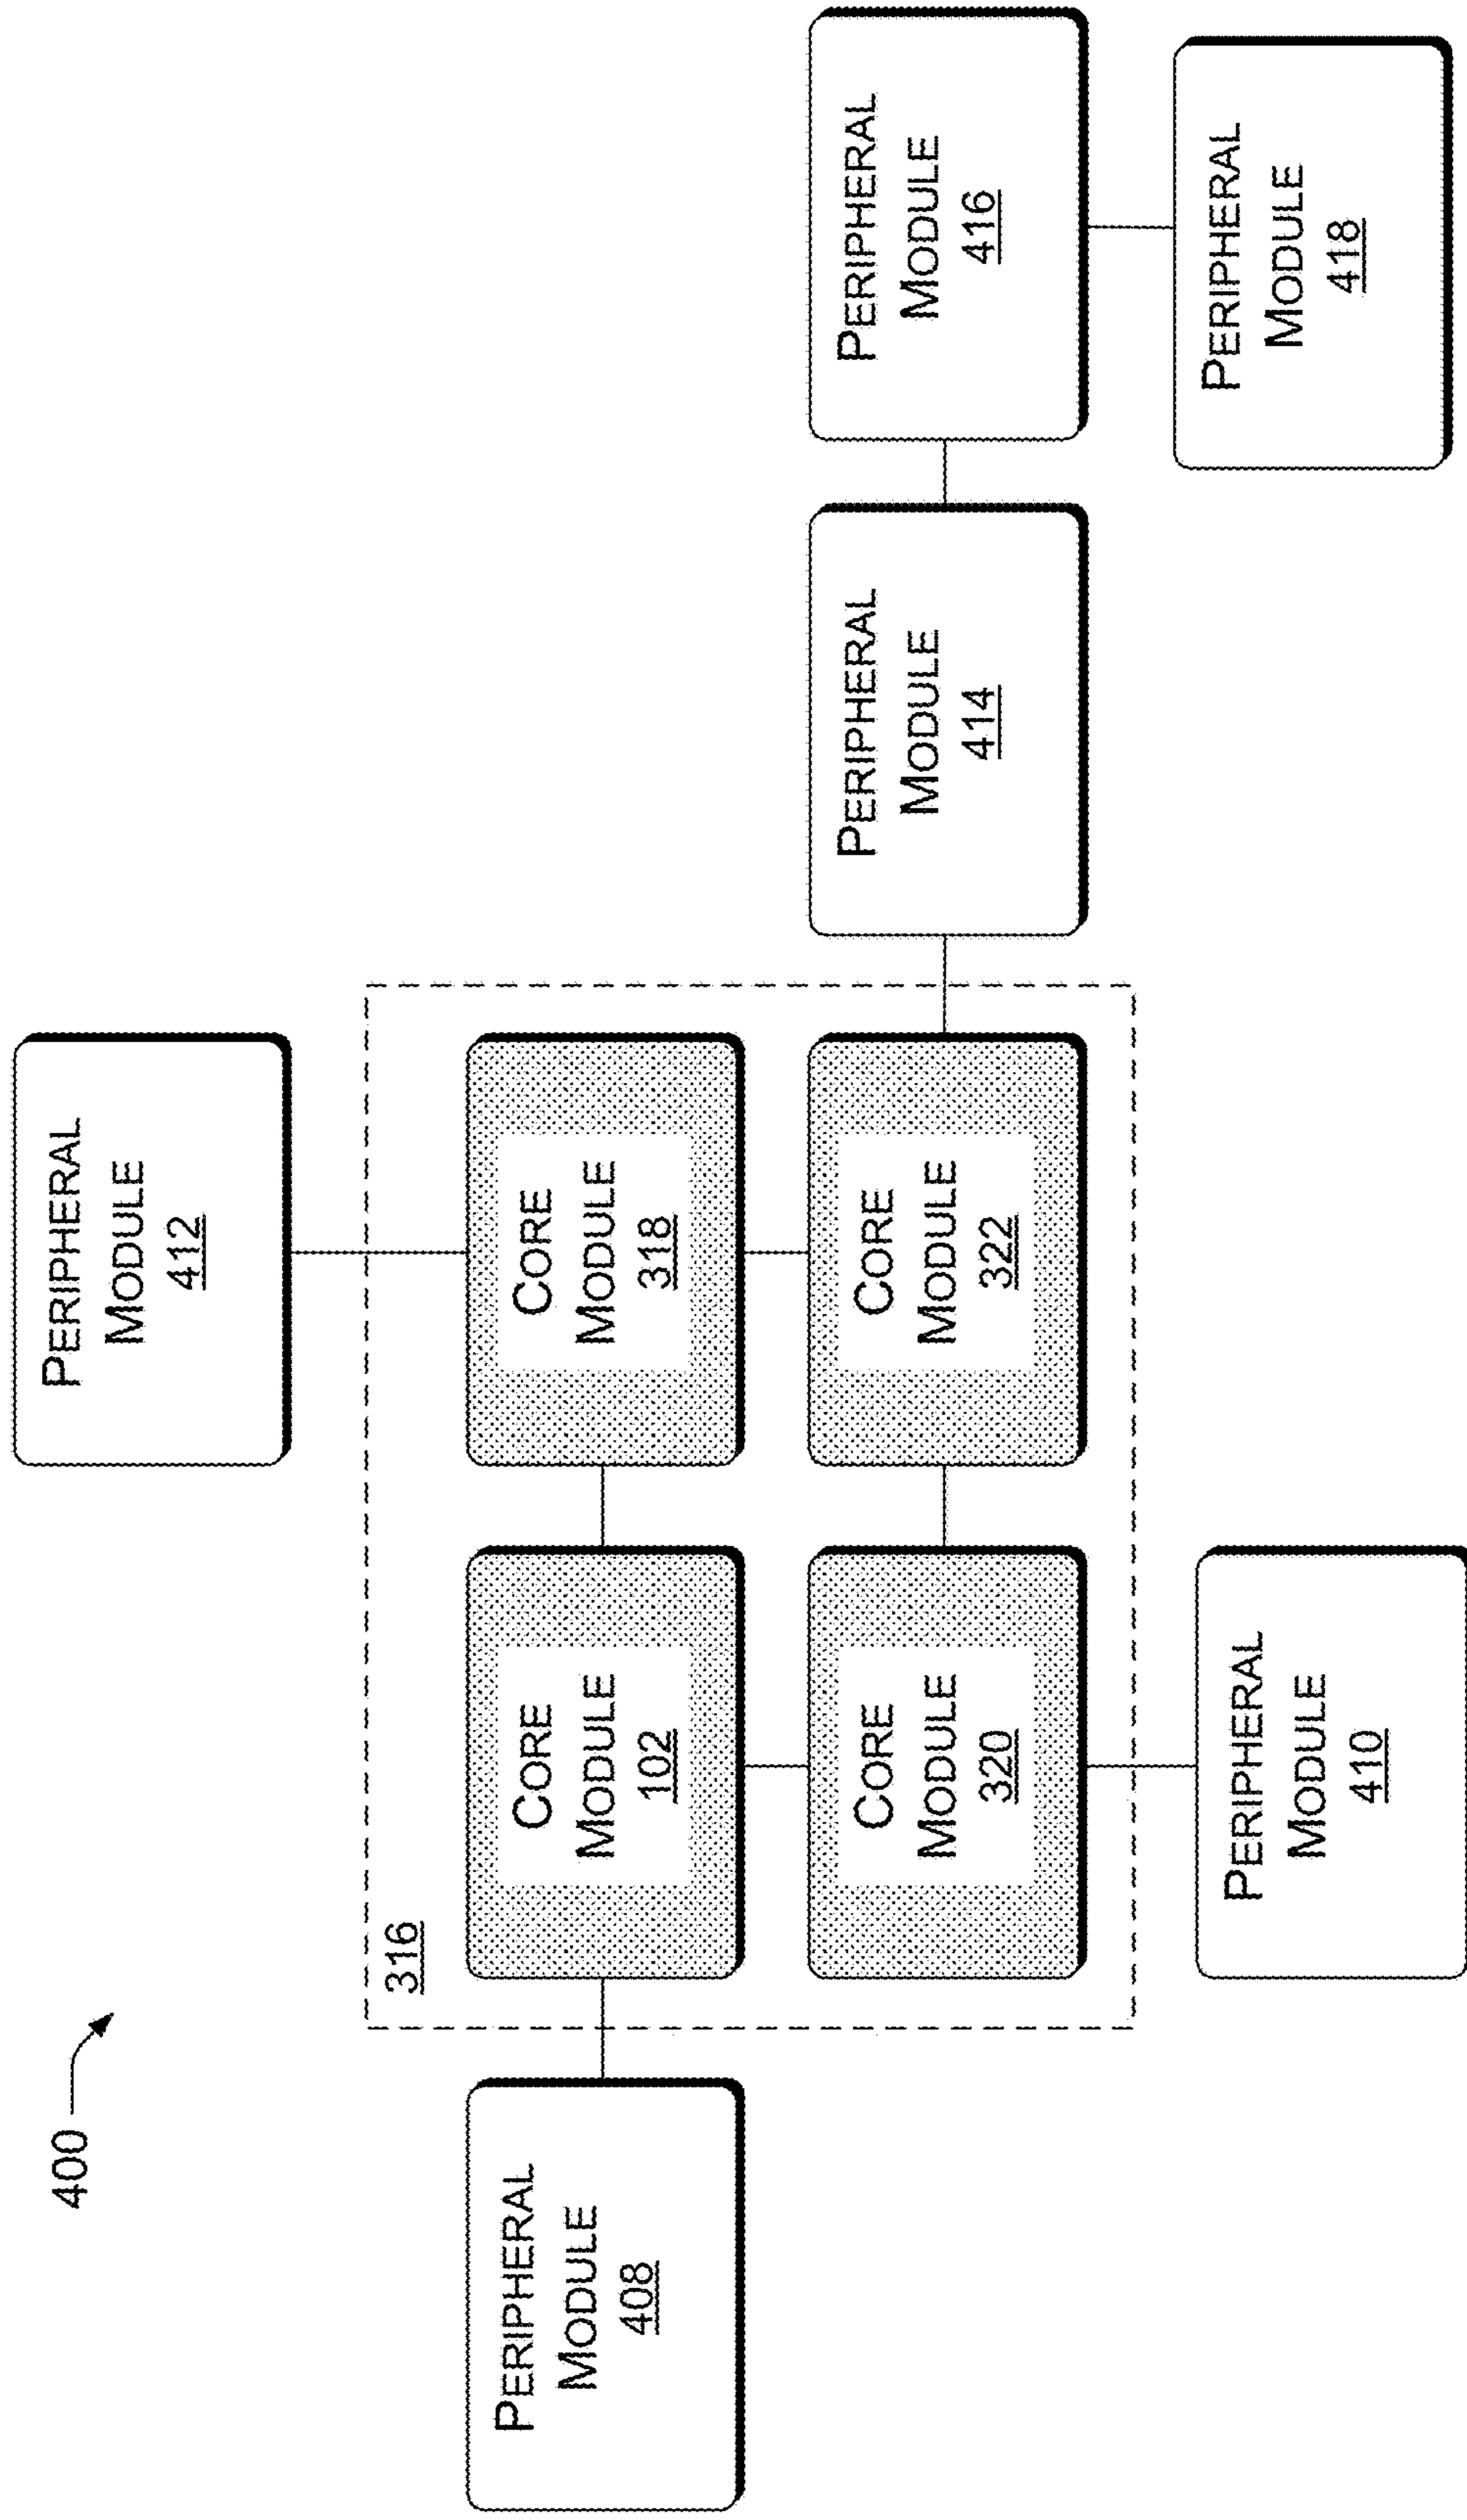 400
PERIPHERAL
MODULE
412
316
PERIPHERAL
MODULE
408
CORE
MODULE
102
CORE
MODULE
318
CORE
MODULE
320
CORE
MODULE
322
PERIPHERAL
MODULE
414
PERIPHERAL
MODULE
416
PERIPHERAL
MODULE
410
PERIPHERAL
MODULE
418